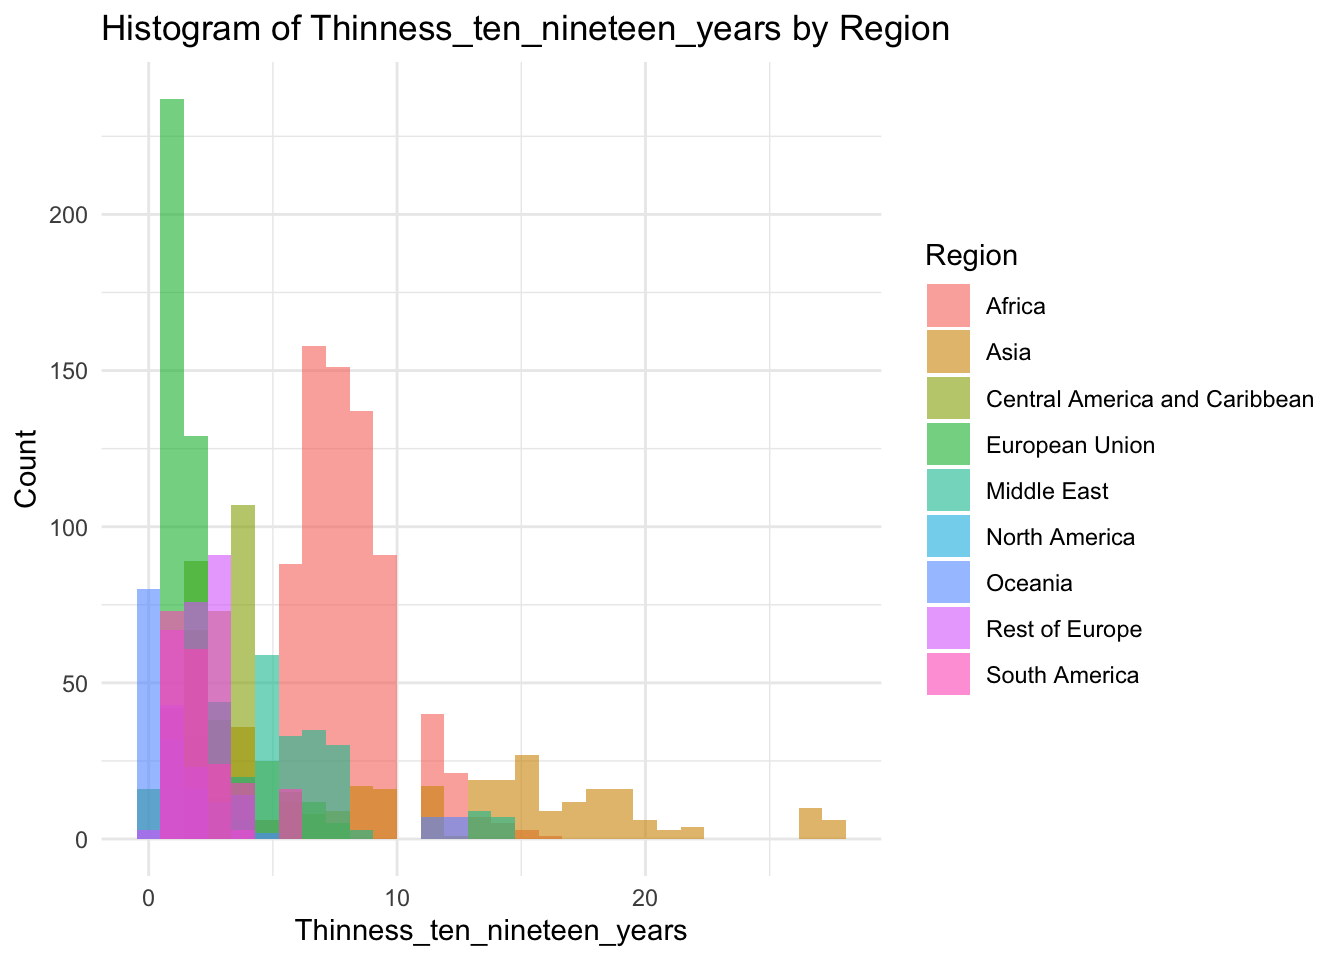 Histogram of Thinness_ten_nineteen_years by Region
Count
200
150
100
50
0
0
10
20
Thinness_ten_nineteen_years
Region
Africa
Asia
Central America and Caribbean
European Union
Middle East
North America
Oceania
Rest of Europe
South America